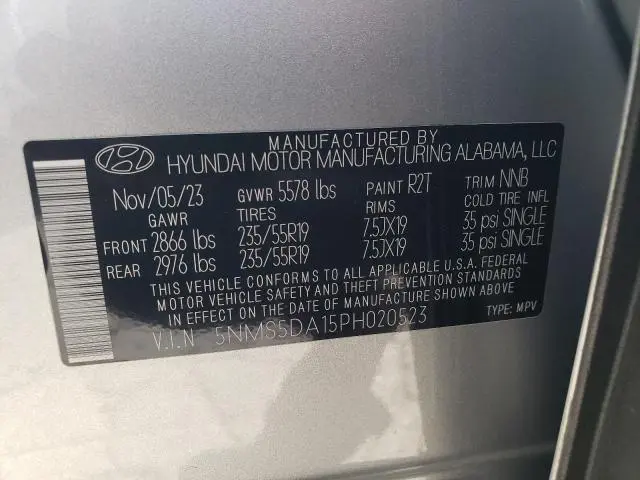 MANUFACTURED BY
HYUNDAI MOTOR MANUFACTURING ALABAMA, LLC
Nov/05/23 GVWR 5578 lbs PAINT R2T TRIM NNB
GAWR TIRES RIMS COLD TIRE INFL
FRONT 2866 lbs 235/55R19 7.5JX19 35 psi SINGLE
REAR 2976 lbs 235/55R19 7.5JX19 35 psi SINGLE
THIS VEHICLE CONFORMS TO ALL APPLICABLE U.S.A. FEDERAL
MOTOR VEHICLE SAFETY AND THEFT PREVENTION STANDARDS
IN EFFECT ON THE DATE OF MANUFACTURE SHOWN ABOVE
V.I.N 5NMS5DA15PH020523 TYPE: MPV